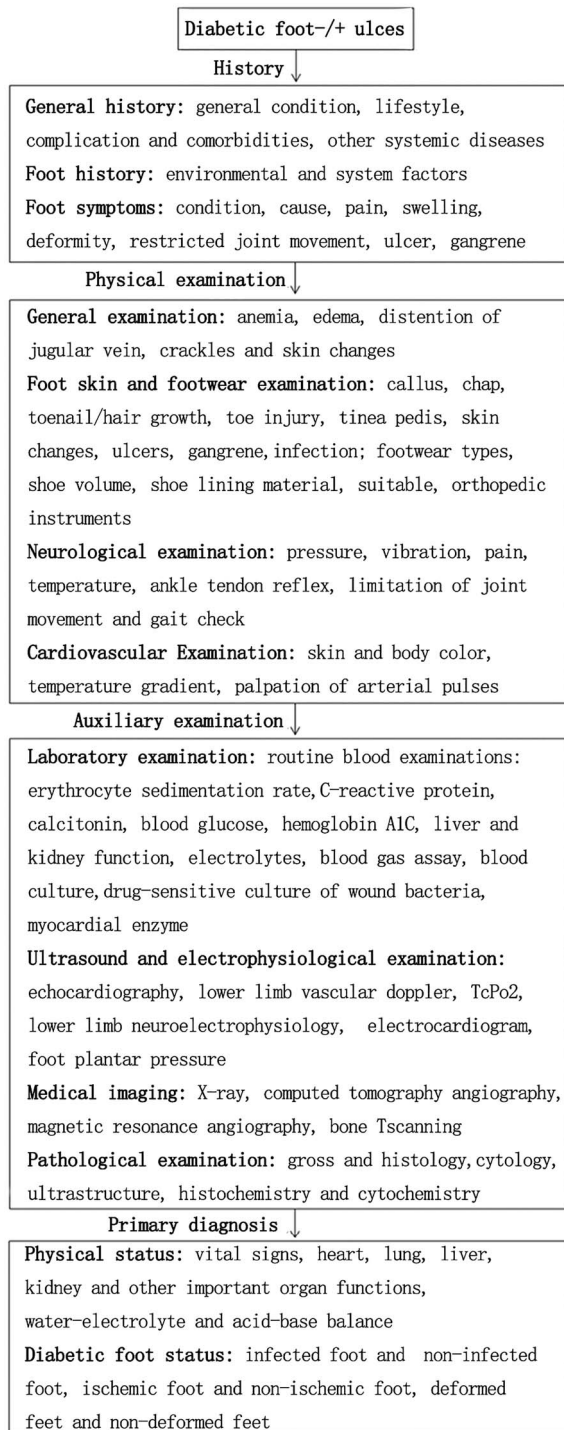 Diabetic foot-/+ ulces
History
General history: general condition, lifestyle,
complication and comorbidities, other systemic diseases
Foot history: environmental and system factors
Foot symptoms: condition, cause, pain, swelling,
deformity, restricted joint movement, ulcer, gangrene
Physical examination
General examination: anemia, edema, distention of
jugular vein, crackles and skin changes
Foot skin and footwear examination: callus, chap,
toenail/hair growth, toe injury, tinea pedis, skin
changes, ulcers, gangrene, infection; footwear types,
shoe volume, shoe lining material, suitable, orthopedic
instruments
Neurological examination: pressure, vibration, pain,
temperature, ankle tendon reflex, limitation of joint
movement and gait check
Cardiovascular Examination: skin and body color,
temperature gradient, palpation of arterial pulses
Auxiliary examination
Laboratory examination: routine blood examinations:
erythrocyte sedimentation rate, C-reactive protein,
calcitonin, blood glucose, hemoglobin A1C, liver and
kidney function, electrolytes, blood gas assay, blood
culture, drug-sensitive culture of wound bacteria,
myocardial enzyme
Ultrasound and electrophysiological examination:
echocardiography, lower limb vascular doppler, TcPo2,
lower limb neuroelectrophysiology, electrocardiogram,
foot plantar pressure
Medical imaging: X-ray, computed tomography angiography,
magnetic resonance angiography, bone Tscanning
Pathological examination: gross and histology, cytology,
ultrastructure, histochemistry and cytochemistry
Primary diagnosis
Physical status: vital signs, heart, lung, liver,
kidney and other important organ functions,
water-electrolyte and acid-base balance
Diabetic foot status: infected foot and non-infected
foot, ischemic foot and non-ischemic foot, deformed
feet and non-deformed feet